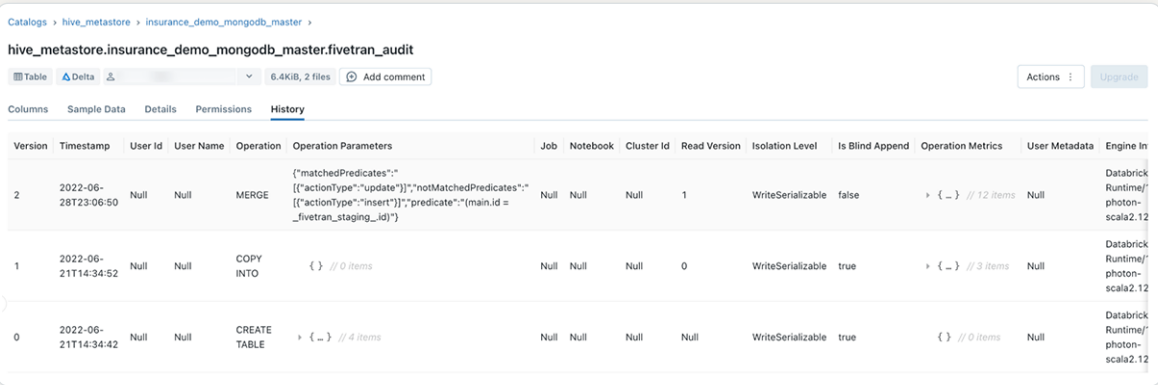 Catalogs > hive_metastore > insurance_demo_mongodb_master >
hive_metastore.insurance_demo_mongodb_master.fivetran_audit
Table Delta 6.4KiB, 2 files Add comment Actions Upgrade
Columns Sample Data Details Permissions History
Version Timestamp User Id User Name Operation Operation Parameters Job Notebook Cluster Id Read Version Isolation Level Is Blind Append Operation Metrics User Metadata Engine In
2 2022-06-28T23:06:50 Null Null MERGE {"matchedPredicates":"[{"actionType":"update"}]","notMatchedPredicates":"[{"actionType":"insert"}]","predicate":"(main.id = _fivetran_staging_.id)"} Null Null Null 1 WriteSerializable false {…} // 12 items Null Databrick Runtime/ photon-scala2.12
1 2022-06-21T14:34:52 Null Null COPY INTO { } // 0 items Null Null Null 0 WriteSerializable true {…} // 3 items Null Databrick Runtime/ photon-scala2.12
0 2022-06-21T14:34:42 Null Null CREATE TABLE {…} // 4 items Null Null Null Null WriteSerializable true { } // 0 items Null Databrick Runtime/ photon-scala2.12